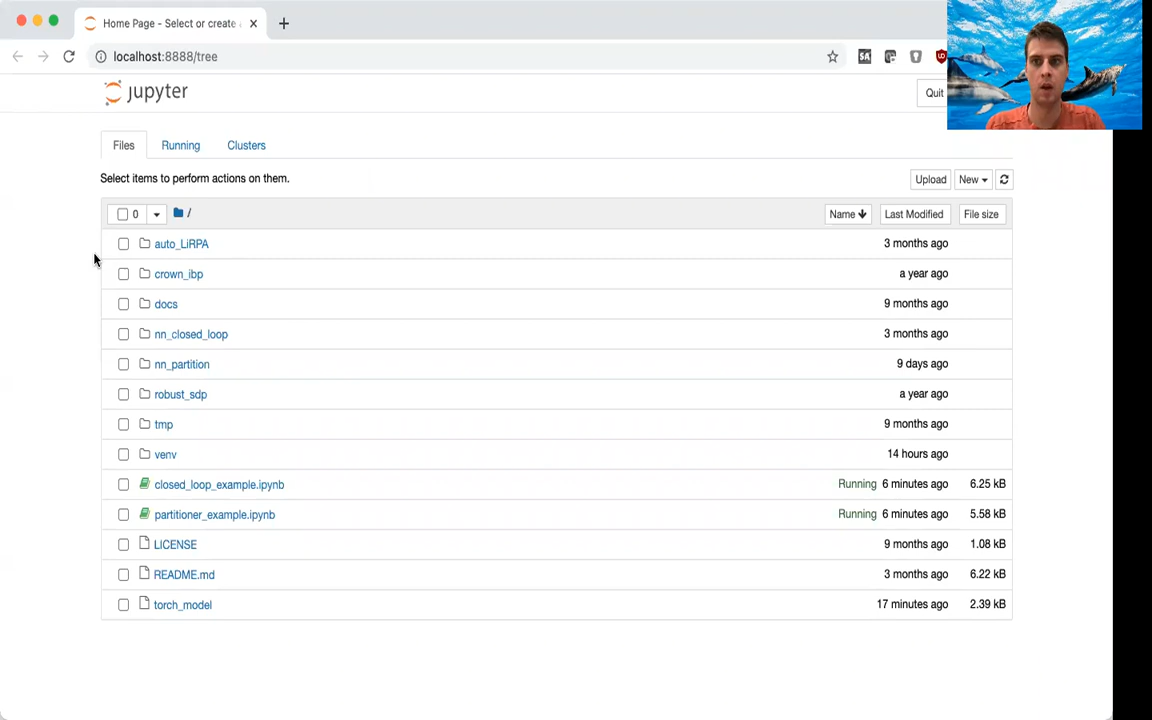 Home Page - Select or create
localhost:8888/tree
SA
jupyter
Quit
Files Running Clusters
Select items to perform actions on them.
Upload New
0 / Name Last Modified File size
auto_LiRPA 3 months ago
crown_ibp a year ago
docs 9 months ago
nn_closed_loop 3 months ago
nn_partition 9 days ago
robust_sdp a year ago
tmp 9 months ago
venv 14 hours ago
closed_loop_example.ipynb Running 6 minutes ago 6.25 kB
partitioner_example.ipynb Running 6 minutes ago 5.58 kB
LICENSE 9 months ago 1.08 kB
README.md 3 months ago 6.22 kB
torch_model 17 minutes ago 2.39 kB